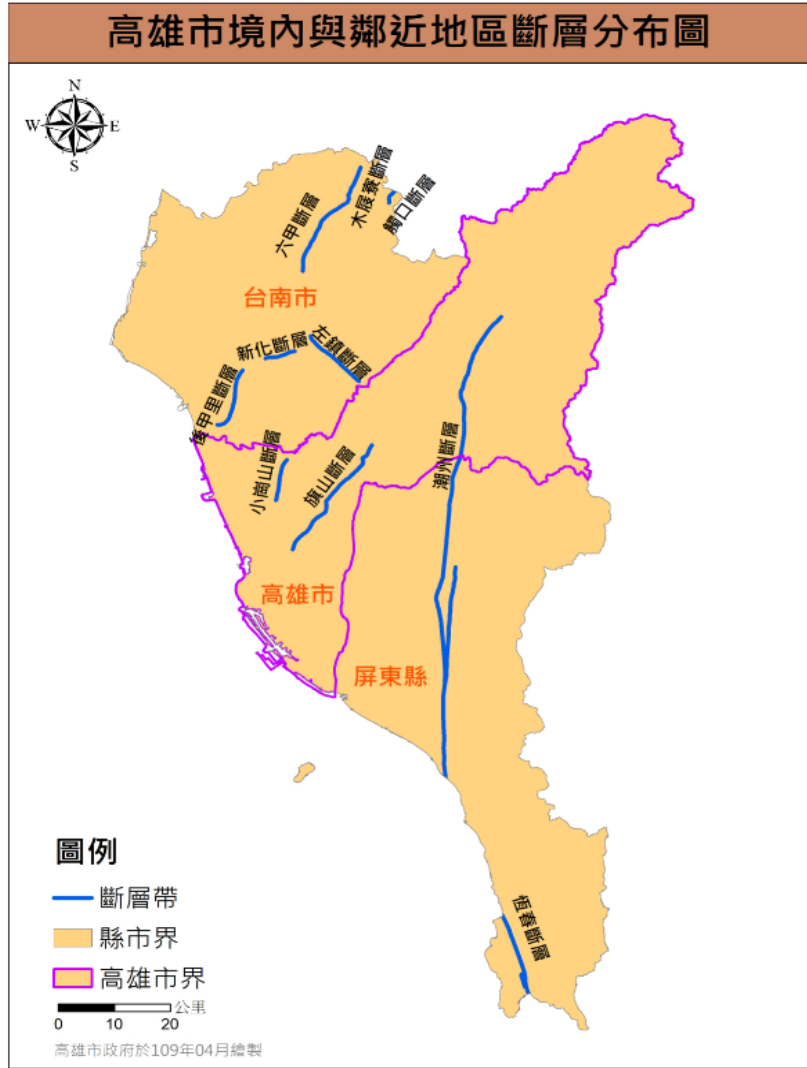 高雄市境內與鄰近地區斷層分布圖
N
W
E
S
木屐寮斷層
觸口斷層
六甲斷層
台南市
新化斷層
左鎮斷層
後甲里斷層
小崗山斷層
旗山斷層
潮州斷層
高雄市
屏東縣
恆春斷層
圖例
斷層帶
縣市界
高雄市界
公里
0 10 20
高雄市政府於109年04月繪製